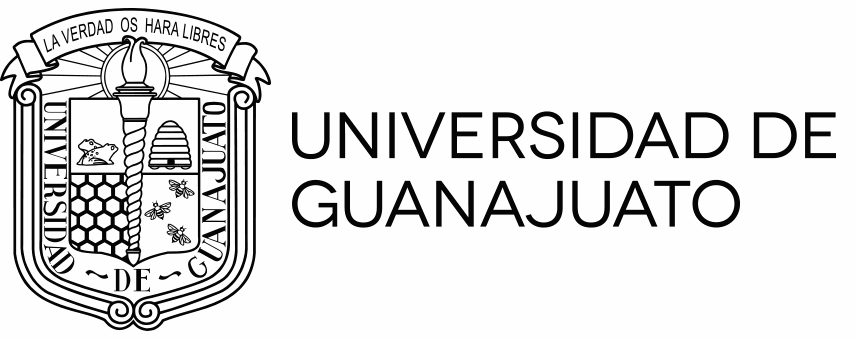 LA VERDAD OS HARA LIBRES
UNIVERSIDAD
DE
GUANAJUATO
UNIVERSIDAD DE
GUANAJUATO